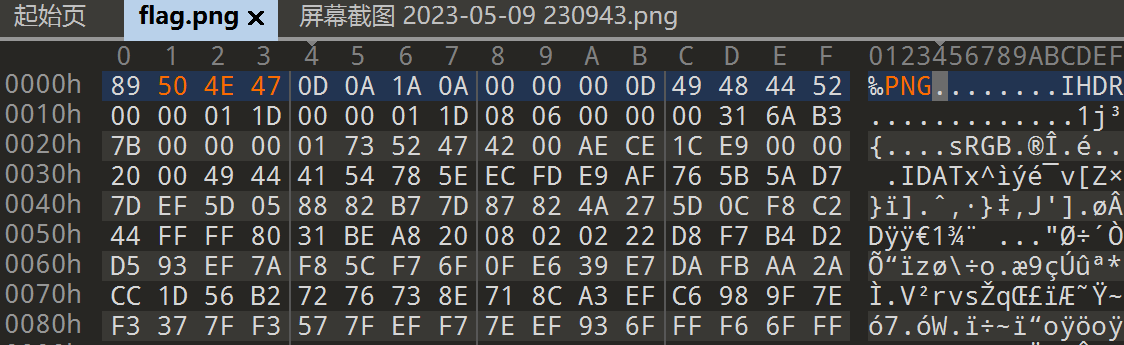 起始页 flag.png × 屏幕截图 2023-05-09 230943.png
0 1 2 3 4 5 6 7 8 9 A B C D E F 0123456789ABCDEF
0000h 89 50 4E 47 0D 0A 1A 0A 00 00 00 0D 49 48 44 52 ‰PNG........IHDR
0010h 00 00 01 1D 00 00 01 1D 08 06 00 00 00 31 6A B3 .............1j³
0020h 7B 00 00 00 01 73 52 47 42 00 AE CE 1C E9 00 00 {....sRGB.®Î.é..
0030h 20 00 49 44 41 54 78 5E EC FD E9 AF 76 5B 5A D7 .IDATx^ìýé¯v[Z×
0040h 7D EF 5D 05 88 82 B7 7D 87 82 4A 27 5D 0C F8 C2 }ï].ˆ‚·}‡‚J'].øÂ
0050h 44 FF FF 80 31 BE A8 20 08 02 02 22 D8 F7 B4 D2 Dÿÿ€1¾¨ ..."Ø÷´Ò
0060h D5 93 EF 7A F8 5C F7 6F 0F E6 39 E7 DA FB AA 2A Õ“ïzø\÷o.æ9çÚûª*
0070h CC 1D 56 B2 72 76 73 8E 71 8C A3 EF C6 98 9F 7E Ì.V²rvsŽqŒ£ïÆ˜Ÿ~
0080h F3 37 7F F3 57 7F EF F7 7E EF 93 6F FF F6 6F FF ó7.óW.ï÷~ï“oÿöoÿ